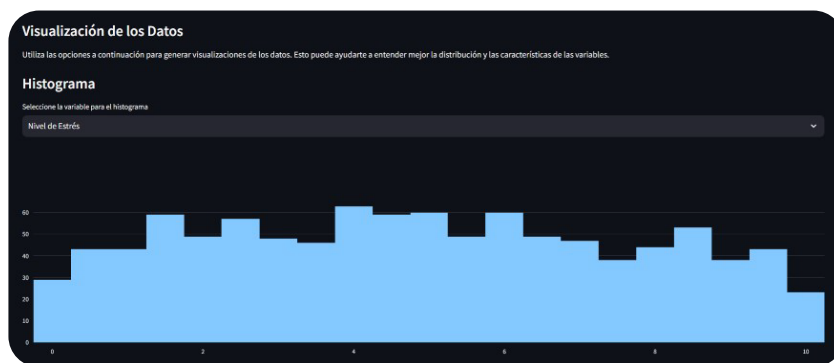 Visualización de los Datos
Utiliza las opciones a continuación para generar visualizaciones de los datos. Esto puede ayudarte a entender mejor la distribución y las características de las variables.
Histograma
Seleccione la variable para el histograma
Nivel de Estrés
60
50
40
30
20
10
0
0 2 4 6 8 10